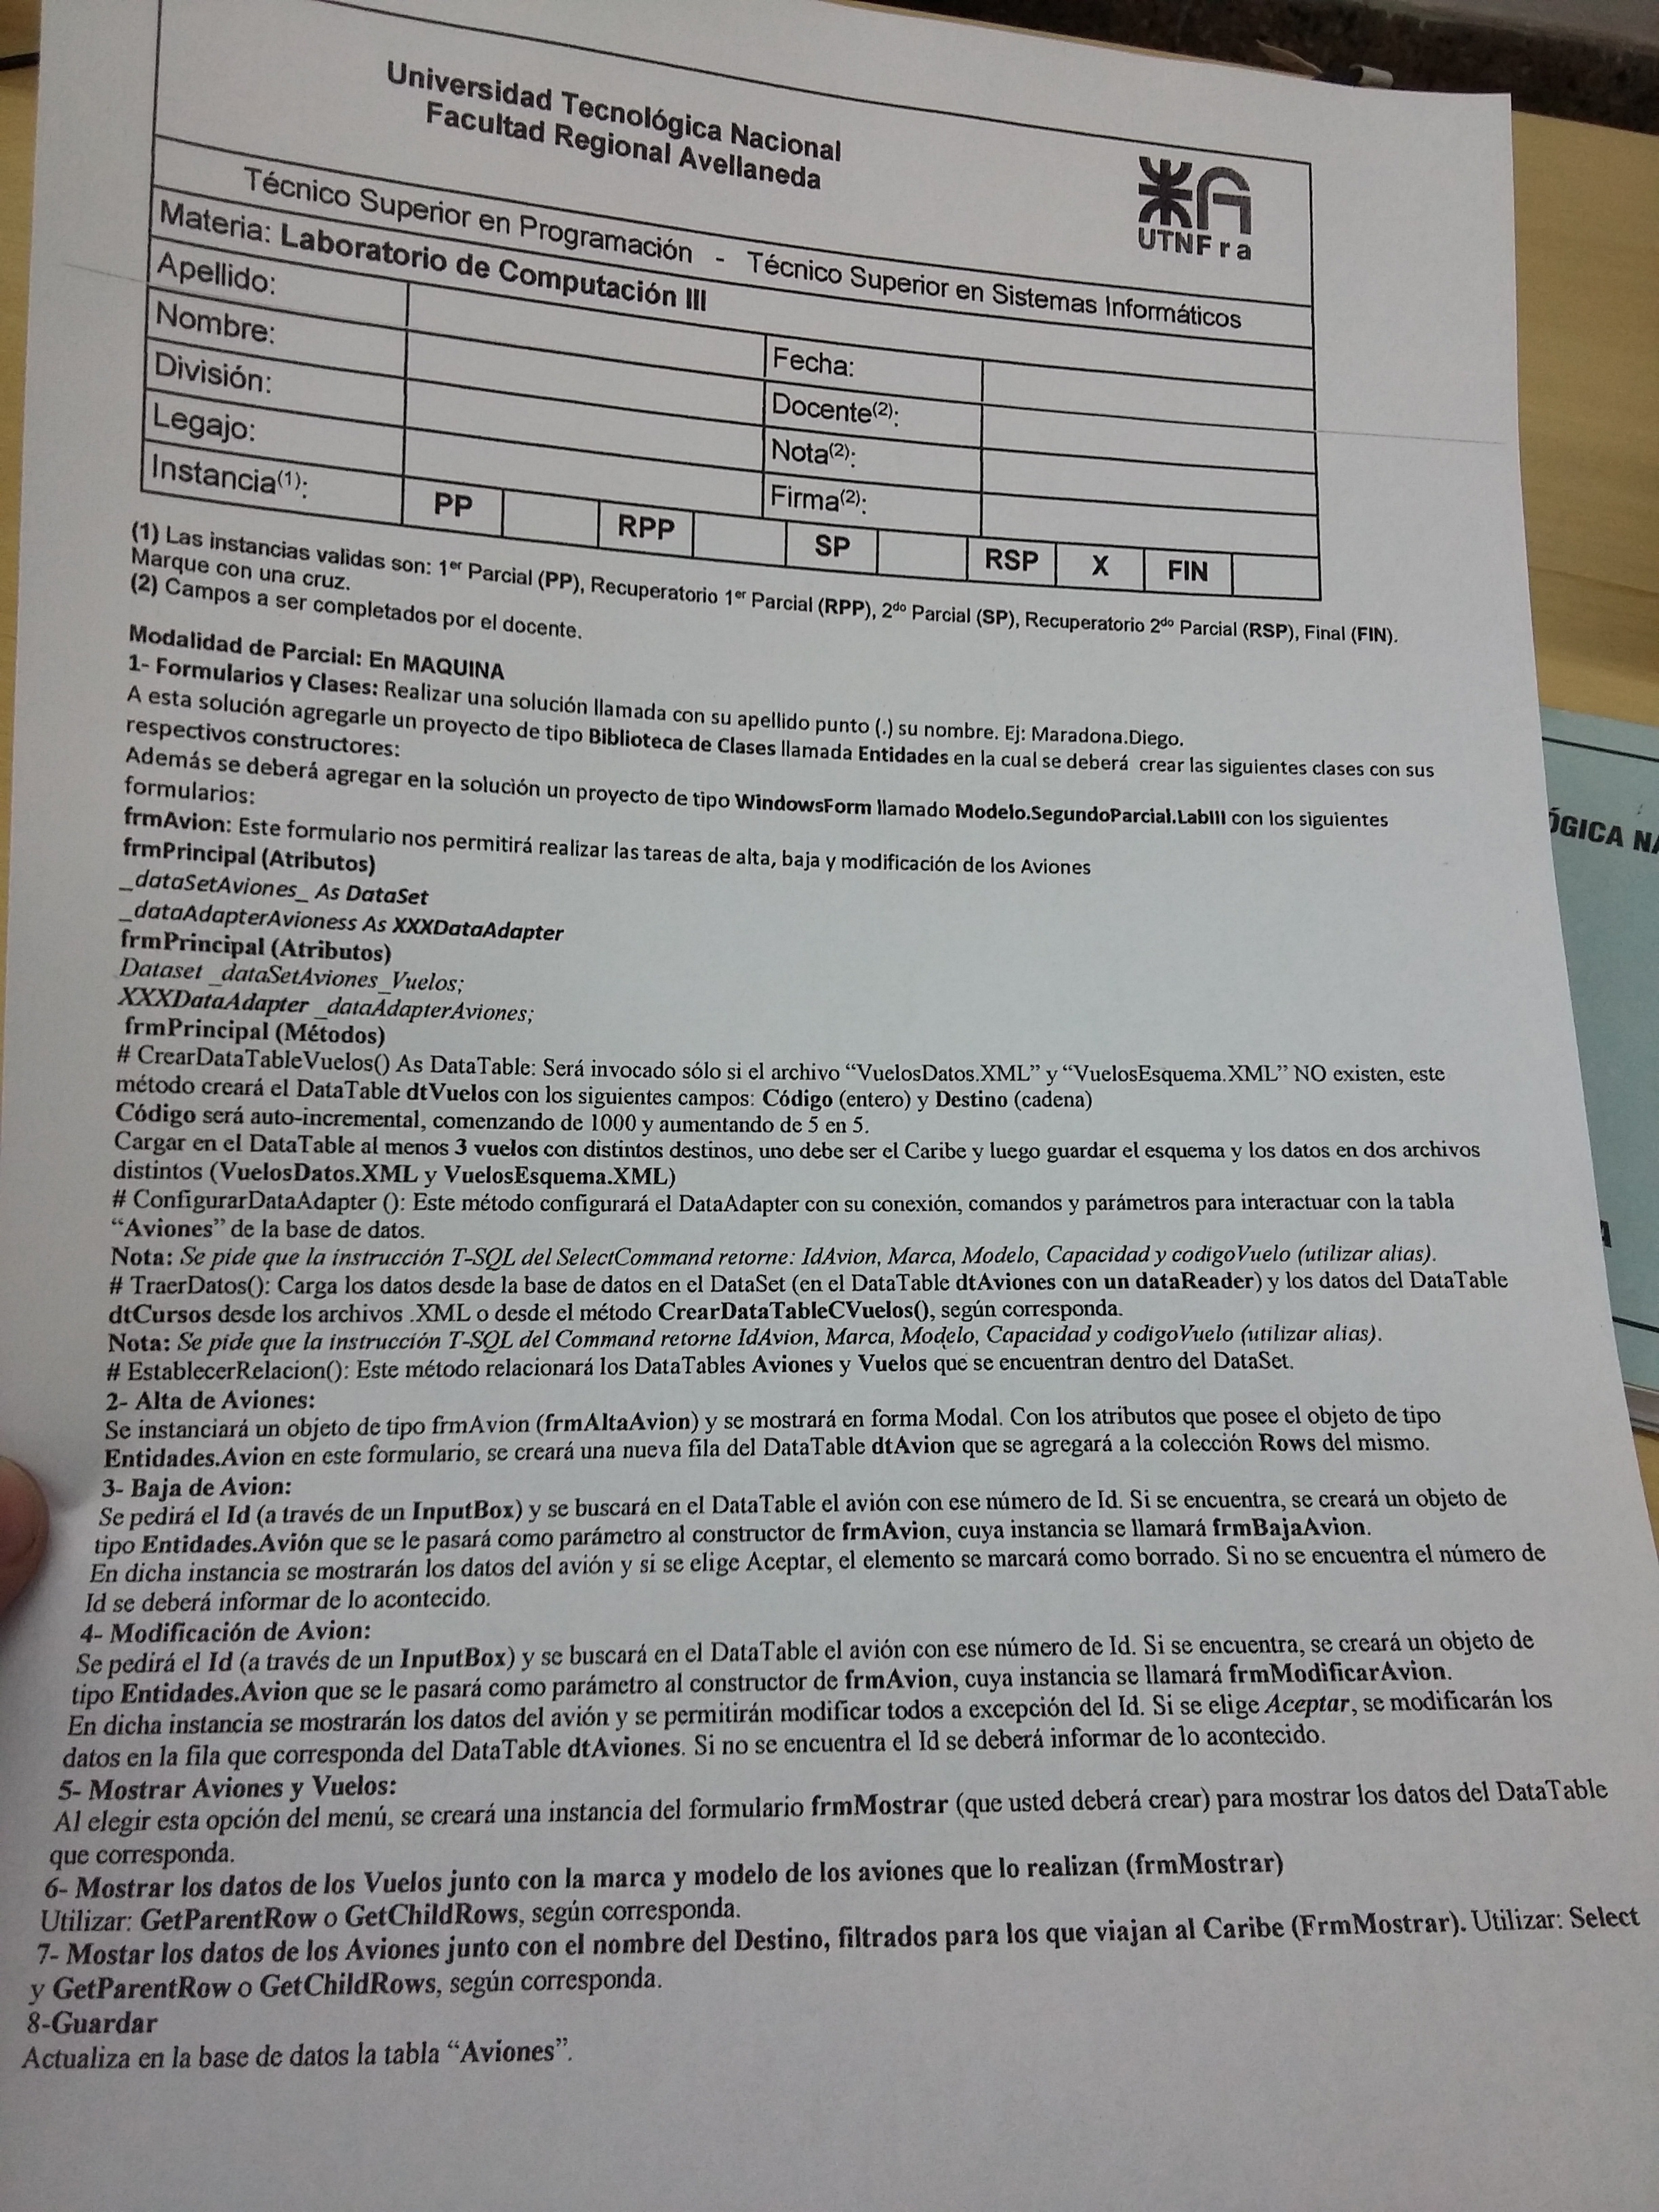 Universidad Tecnológica Nacional
Facultad Regional Avellaneda
UTNFra
Técnico Superior en Programación - Técnico Superior en Sistemas Informáticos
Materia: Laboratorio de Computación III
Apellido:
Fecha:
Nombre:
Docente(2):
División:
Nota(2):
Legajo:
Firma(2):
Instancia(1): PP RPP SP RSP X FIN
(1) Las instancias validas son: 1er Parcial (PP), Recuperatorio 1er Parcial (RPP), 2do Parcial (SP), Recuperatorio 2do Parcial (RSP), Final (FIN).
Marque con una cruz.
(2) Campos a ser completados por el docente.
Modalidad de Parcial: En MAQUINA
1- Formularios y Clases: Realizar una solución llamada con su apellido punto (.) su nombre. Ej: Maradona.Diego.
A esta solución agregarle un proyecto de tipo Biblioteca de Clases llamada Entidades en la cual se deberá crear las siguientes clases con sus
respectivos constructores:
Además se deberá agregar en la solución un proyecto de tipo WindowsForm llamado Modelo.SegundoParcial.LabIII con los siguientes
formularios:
frmAvion: Este formulario nos permitirá realizar las tareas de alta, baja y modificación de los Aviones
frmPrincipal (Atributos)
_dataSetAviones_ As DataSet
_dataAdapterAvioness As XXXDataAdapter
frmPrincipal (Atributos)
Dataset _dataSetAviones_Vuelos;
XXXDataAdapter _dataAdapterAviones;
frmPrincipal (Métodos)
# CrearDataTableVuelos() As DataTable: Será invocado sólo si el archivo “VuelosDatos.XML” y “VuelosEsquema.XML” NO existen, este
método creará el DataTable dtVuelos con los siguientes campos: Código (entero) y Destino (cadena)
Código será auto-incremental, comenzando de 1000 y aumentando de 5 en 5.
Cargar en el DataTable al menos 3 vuelos con distintos destinos, uno debe ser el Caribe y luego guardar el esquema y los datos en dos archivos
distintos (VuelosDatos.XML y VuelosEsquema.XML)
# ConfigurarDataAdapter (): Este método configurará el DataAdapter con su conexión, comandos y parámetros para interactuar con la tabla
“Aviones” de la base de datos.
Nota: Se pide que la instrucción T-SQL del SelectCommand retorne: IdAvion, Marca, Modelo, Capacidad y codigoVuelo (utilizar alias).
# TraerDatos(): Carga los datos desde la base de datos en el DataSet (en el DataTable dtAviones con un dataReader) y los datos del DataTable
dtCursos desde los archivos .XML o desde el método CrearDataTableCVuelos(), según corresponda.
Nota: Se pide que la instrucción T-SQL del Command retorne IdAvion, Marca, Modelo, Capacidad y codigoVuelo (utilizar alias).
# EstablecerRelacion(): Este método relacionará los DataTables Aviones y Vuelos que se encuentran dentro del DataSet.
2- Alta de Aviones:
Se instanciará un objeto de tipo frmAvion (frmAltaAvion) y se mostrará en forma Modal. Con los atributos que posee el objeto de tipo
Entidades.Avion en este formulario, se creará una nueva fila del DataTable dtAvion que se agregará a la colección Rows del mismo.
3- Baja de Avion:
Se pedirá el Id (a través de un InputBox) y se buscará en el DataTable el avión con ese número de Id. Si se encuentra, se creará un objeto de
tipo Entidades.Avión que se le pasará como parámetro al constructor de frmAvion, cuya instancia se llamará frmBajaAvion.
En dicha instancia se mostrarán los datos del avión y si se elige Aceptar, el elemento se marcará como borrado. Si no se encuentra el número de
Id se deberá informar de lo acontecido.
4- Modificación de Avion:
Se pedirá el Id (a través de un InputBox) y se buscará en el DataTable el avión con ese número de Id. Si se encuentra, se creará un objeto de
tipo Entidades.Avion que se le pasará como parámetro al constructor de frmAvion, cuya instancia se llamará frmModificarAvion.
En dicha instancia se mostrarán los datos del avión y se permitirán modificar todos a excepción del Id. Si se elige Aceptar, se modificarán los
datos en la fila que corresponda del DataTable dtAviones. Si no se encuentra el Id se deberá informar de lo acontecido.
5- Mostrar Aviones y Vuelos:
Al elegir esta opción del menú, se creará una instancia del formulario frmMostrar (que usted deberá crear) para mostrar los datos del DataTable
que corresponda.
6- Mostrar los datos de los Vuelos junto con la marca y modelo de los aviones que lo realizan (frmMostrar)
Utilizar: GetParentRow o GetChildRows, según corresponda.
7- Mostar los datos de los Aviones junto con el nombre del Destino, filtrados para los que viajan al Caribe (FrmMostrar). Utilizar: Select
y GetParentRow o GetChildRows, según corresponda.
8-Guardar
Actualiza en la base de datos la tabla “Aviones”.